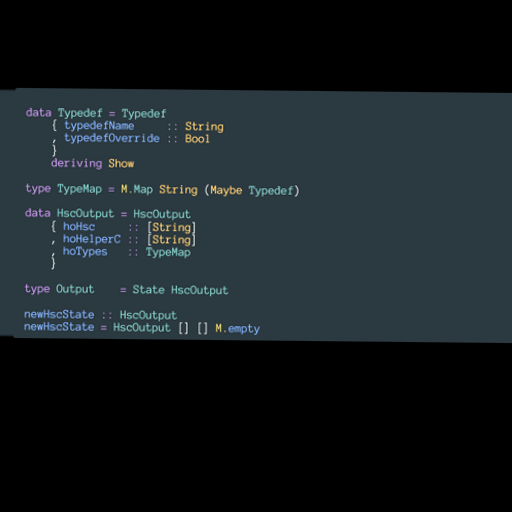 data Typedef = Typedef
    { typedefName     :: String
    , typedefOverride :: Bool
    }
    deriving Show

type TypeMap = M.Map String (Maybe Typedef)

data HscOutput = HscOutput
    { hoHsc     :: [String]
    , hoHelperC :: [String]
    , hoTypes   :: TypeMap
    }

type Output    = State HscOutput

newHscState :: HscOutput
newHscState = HscOutput [] [] M.empty